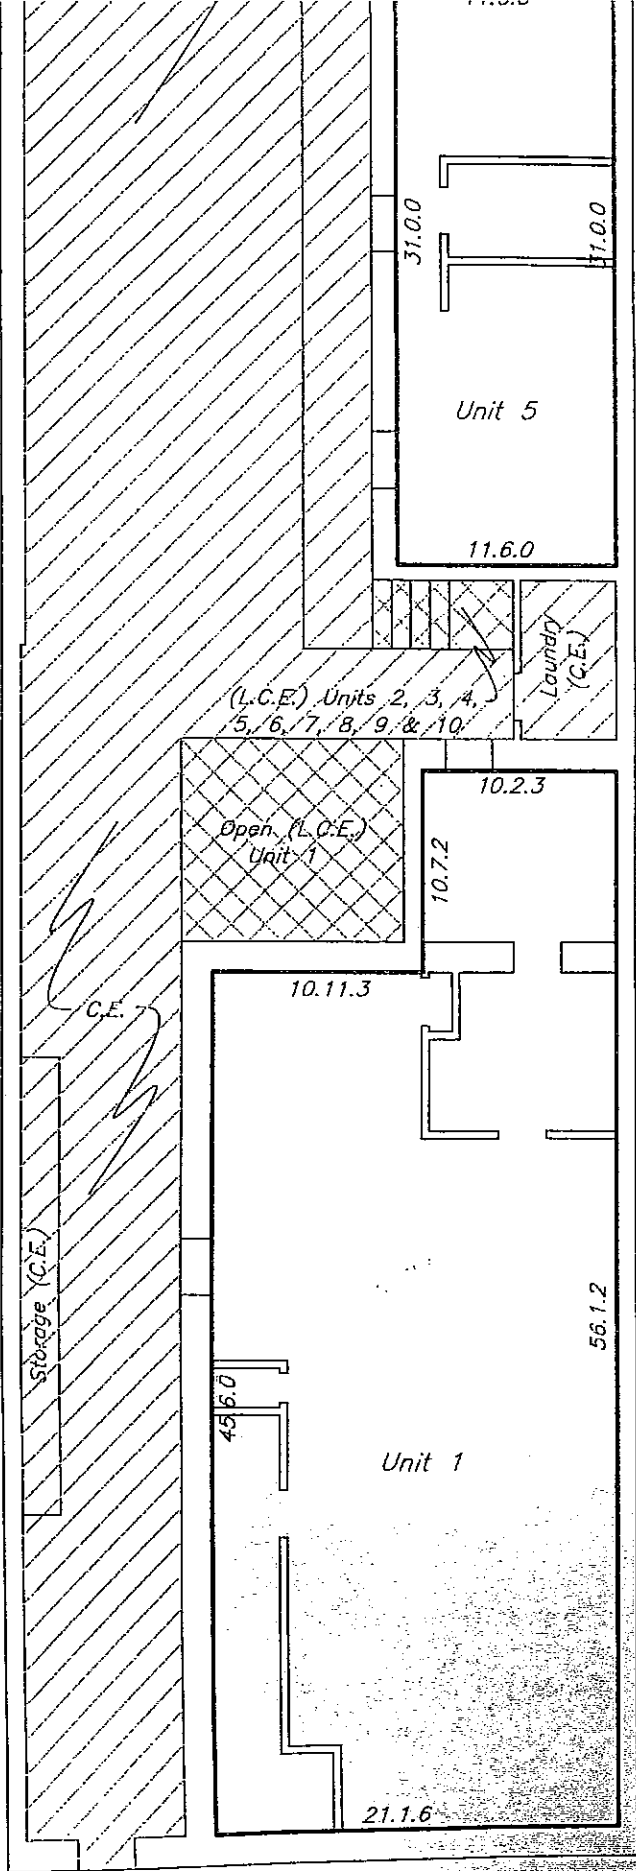 31.0.0
31.0.0
Unit 5
11.6.0
Laundry
(C.E.)
(L.C.E.) Units 2, 3, 4,
5, 6, 7, 8, 9 & 10
10.2.3
Open (L.C.E.)
Unit 1
10.7.2
10.11.3
C.E.
Storage (C.E.)
56.1.2
45.6.0
Unit 1
21.1.6